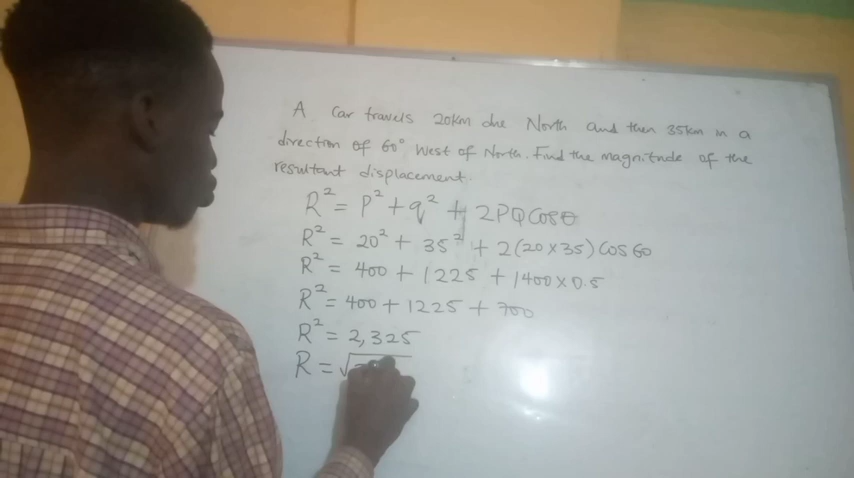 A car travels 20km due North and then 35km in a
direction of 60° West of North. Find the magnitude of the
resultant displacement.
R² = P² + q² + 2PQCosθ
R² = 20² + 35² + 2(20×35) Cos 60
R² = 400 + 1225 + 1400 × 0.5
R² = 400 + 1225 + 700
R² = 2,325
R = √